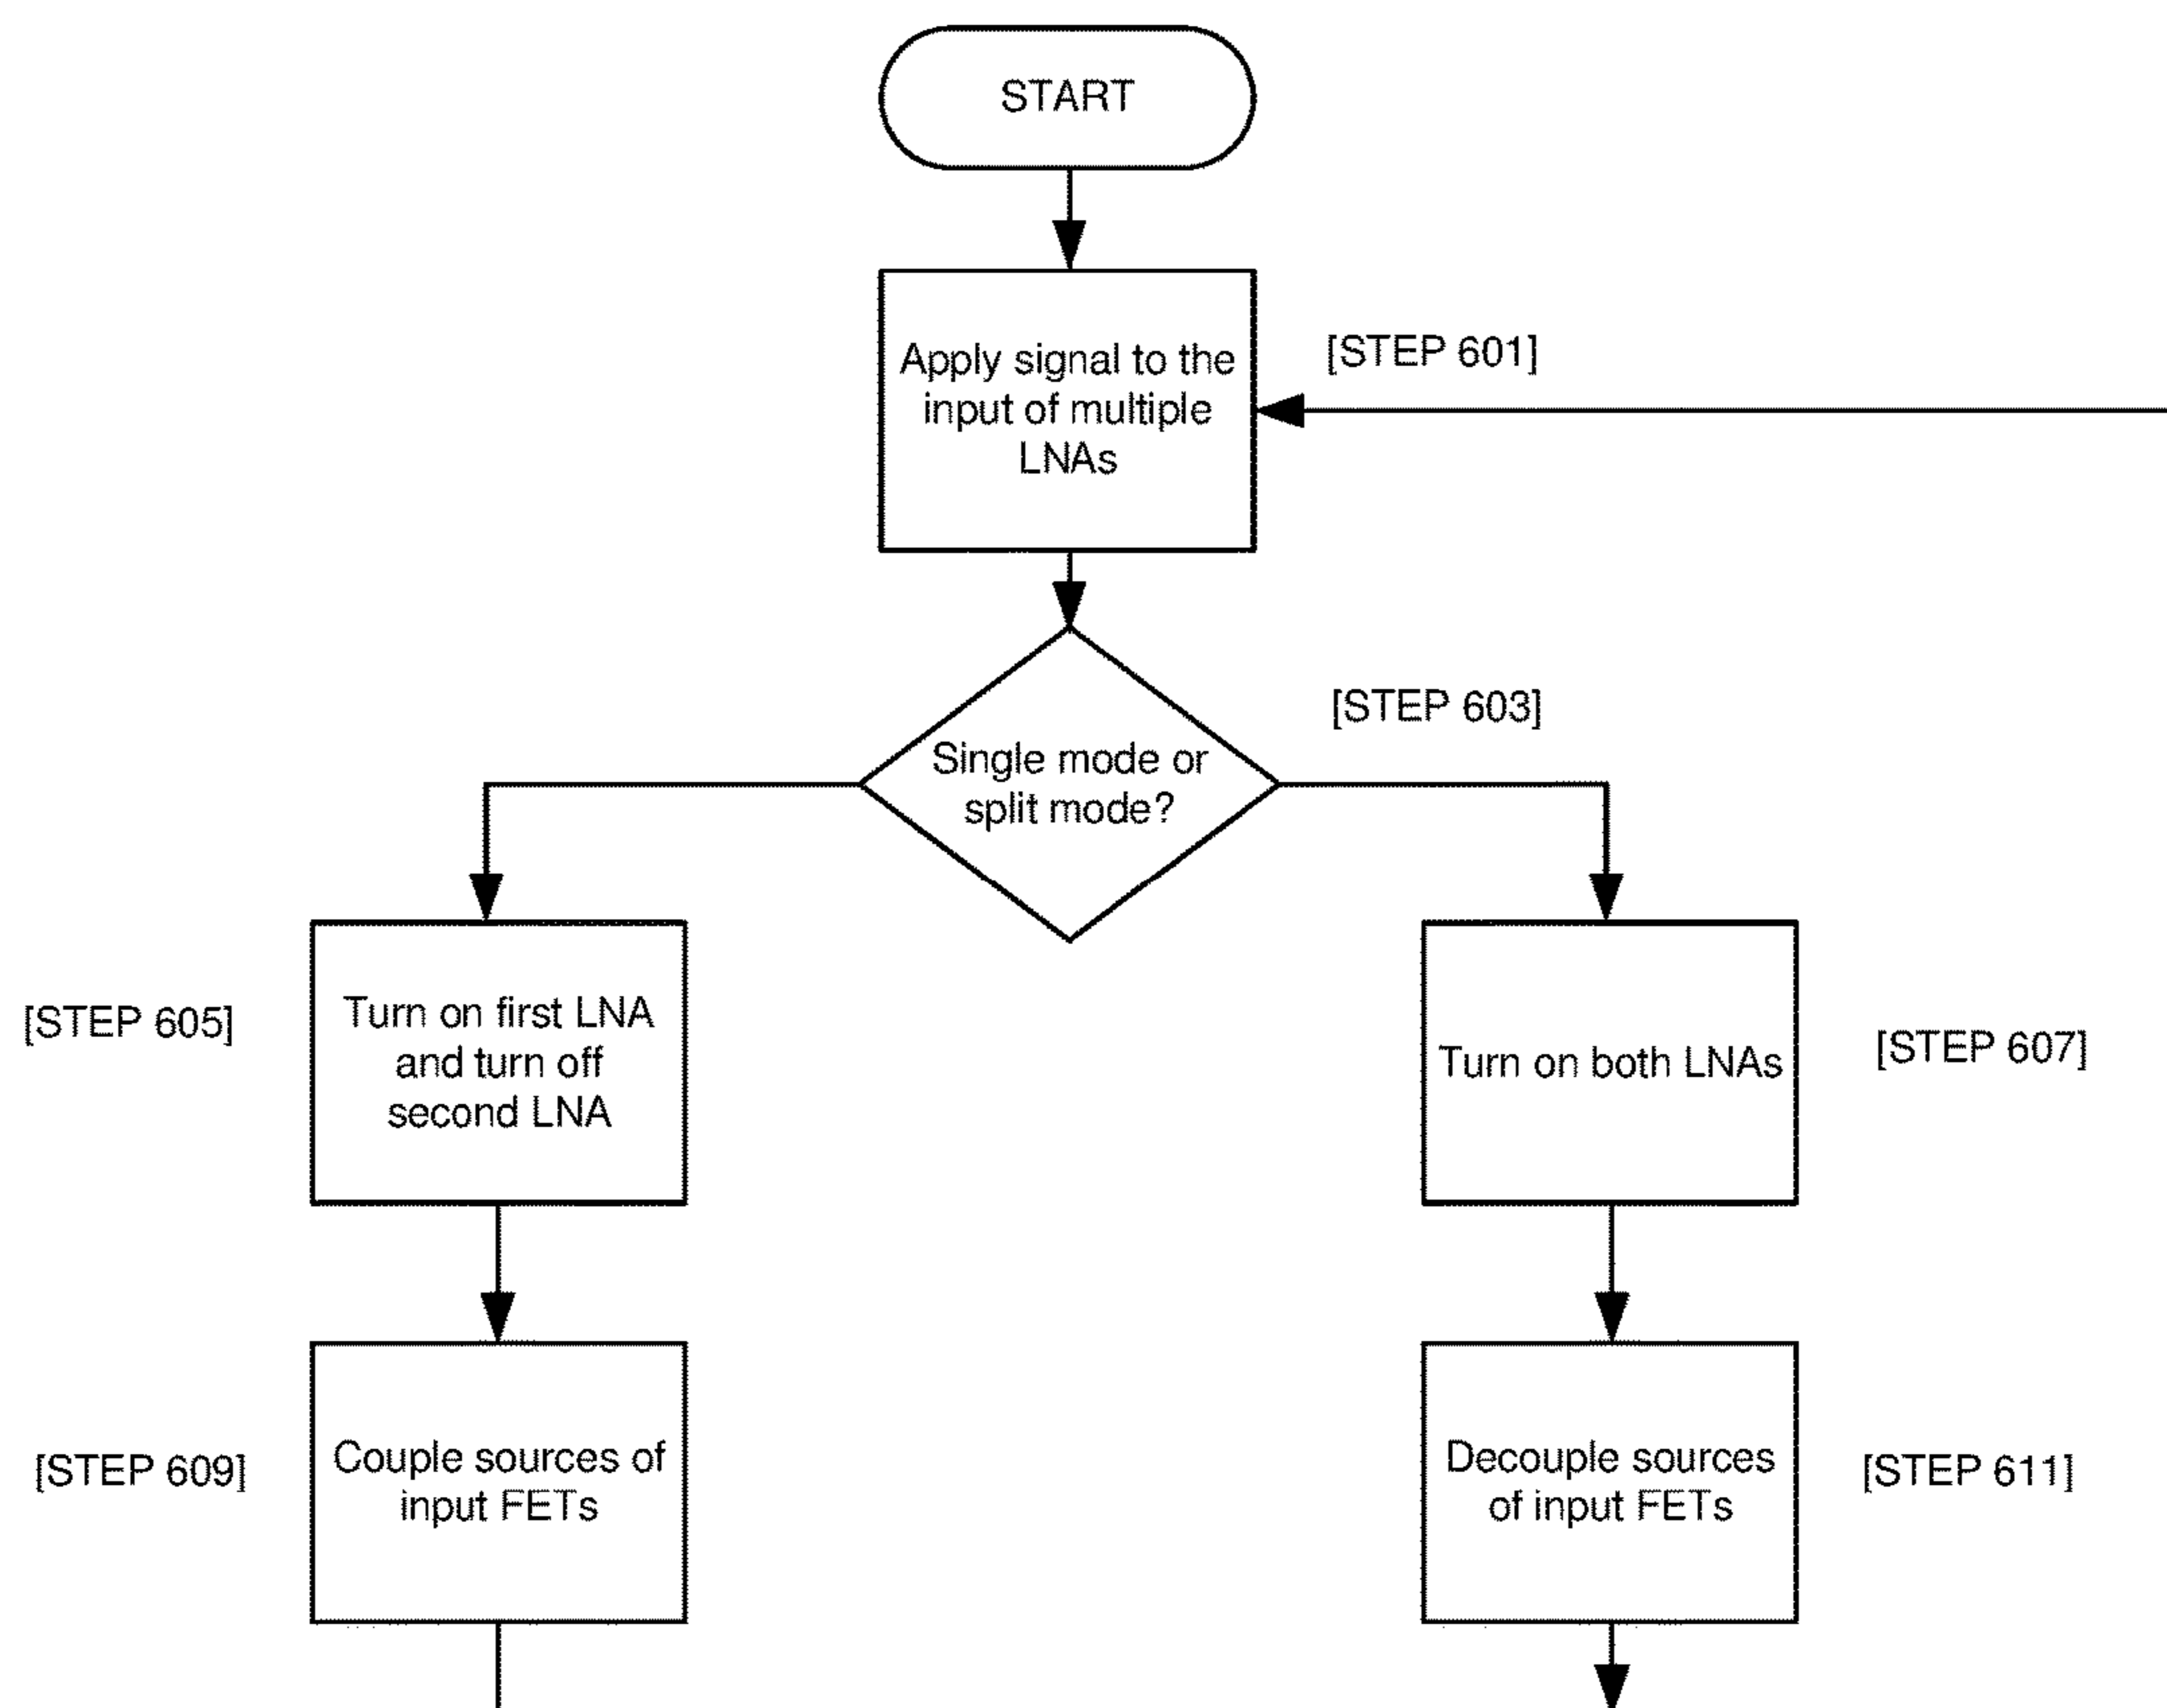 START
Apply signal to the
input of multiple
LNAs
[STEP 601]
Single mode or
split mode?
[STEP 603]
[STEP 605]
Turn on first LNA
and turn off
second LNA
Turn on both LNAs
[STEP 607]
[STEP 609]
Couple sources of
input FETs
Decouple sources
of input FETs
[STEP 611]